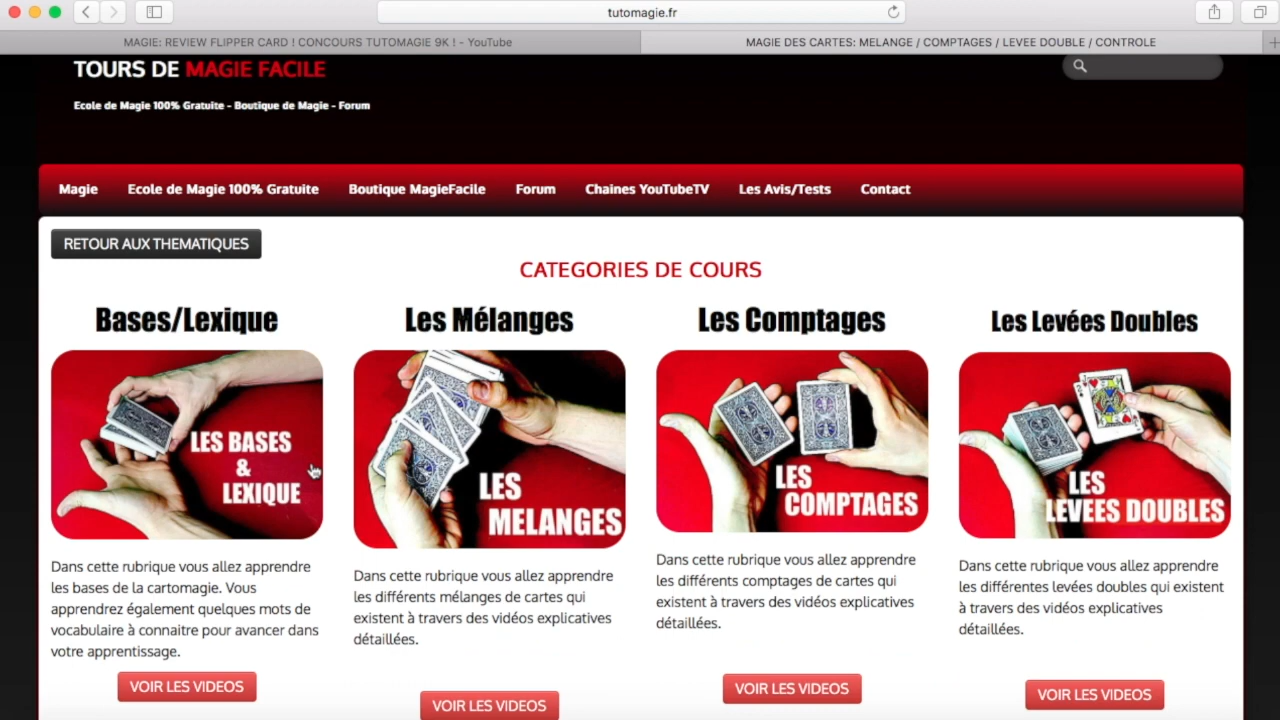 tutomagie.fr
MAGIE: REVIEW FLIPPER CARD ! CONCOURS TUTOMAGIE 9K ! - YouTube
MAGIE DES CARTES: MELANGE / COMPTAGES / LEVEE DOUBLE / CONTROLE
TOURS DE MAGIE FACILE
Ecole de Magie 100% Gratuite - Boutique de Magie - Forum
Magie Ecole de Magie 100% Gratuite Boutique MagieFacile Forum Chaines YouTubeTV Les Avis/Tests Contact
RETOUR AUX THEMATIQUES
CATEGORIES DE COURS
Bases/Lexique
LES BASES
&
LEXIQUE
Dans cette rubrique vous allez apprendre
les bases de la cartomagie. Vous
apprendrez également quelques mots de
vocabulaire à connaitre pour avancer dans
votre apprentissage.
VOIR LES VIDEOS
Les Mélanges
LES
MELANGES
Dans cette rubrique vous allez apprendre
les différents mélanges de cartes qui
existent à travers des vidéos explicatives
détaillées.
VOIR LES VIDEOS
Les Comptages
LES
COMPTAGES
Dans cette rubrique vous allez apprendre
les différents comptages de cartes qui
existent à travers des vidéos explicatives
détaillées.
VOIR LES VIDEOS
Les Levées Doubles
LES
LEVEES DOUBLES
Dans cette rubrique vous allez apprendre
les différentes levées doubles qui existent
à travers des vidéos explicatives
détaillées.
VOIR LES VIDEOS